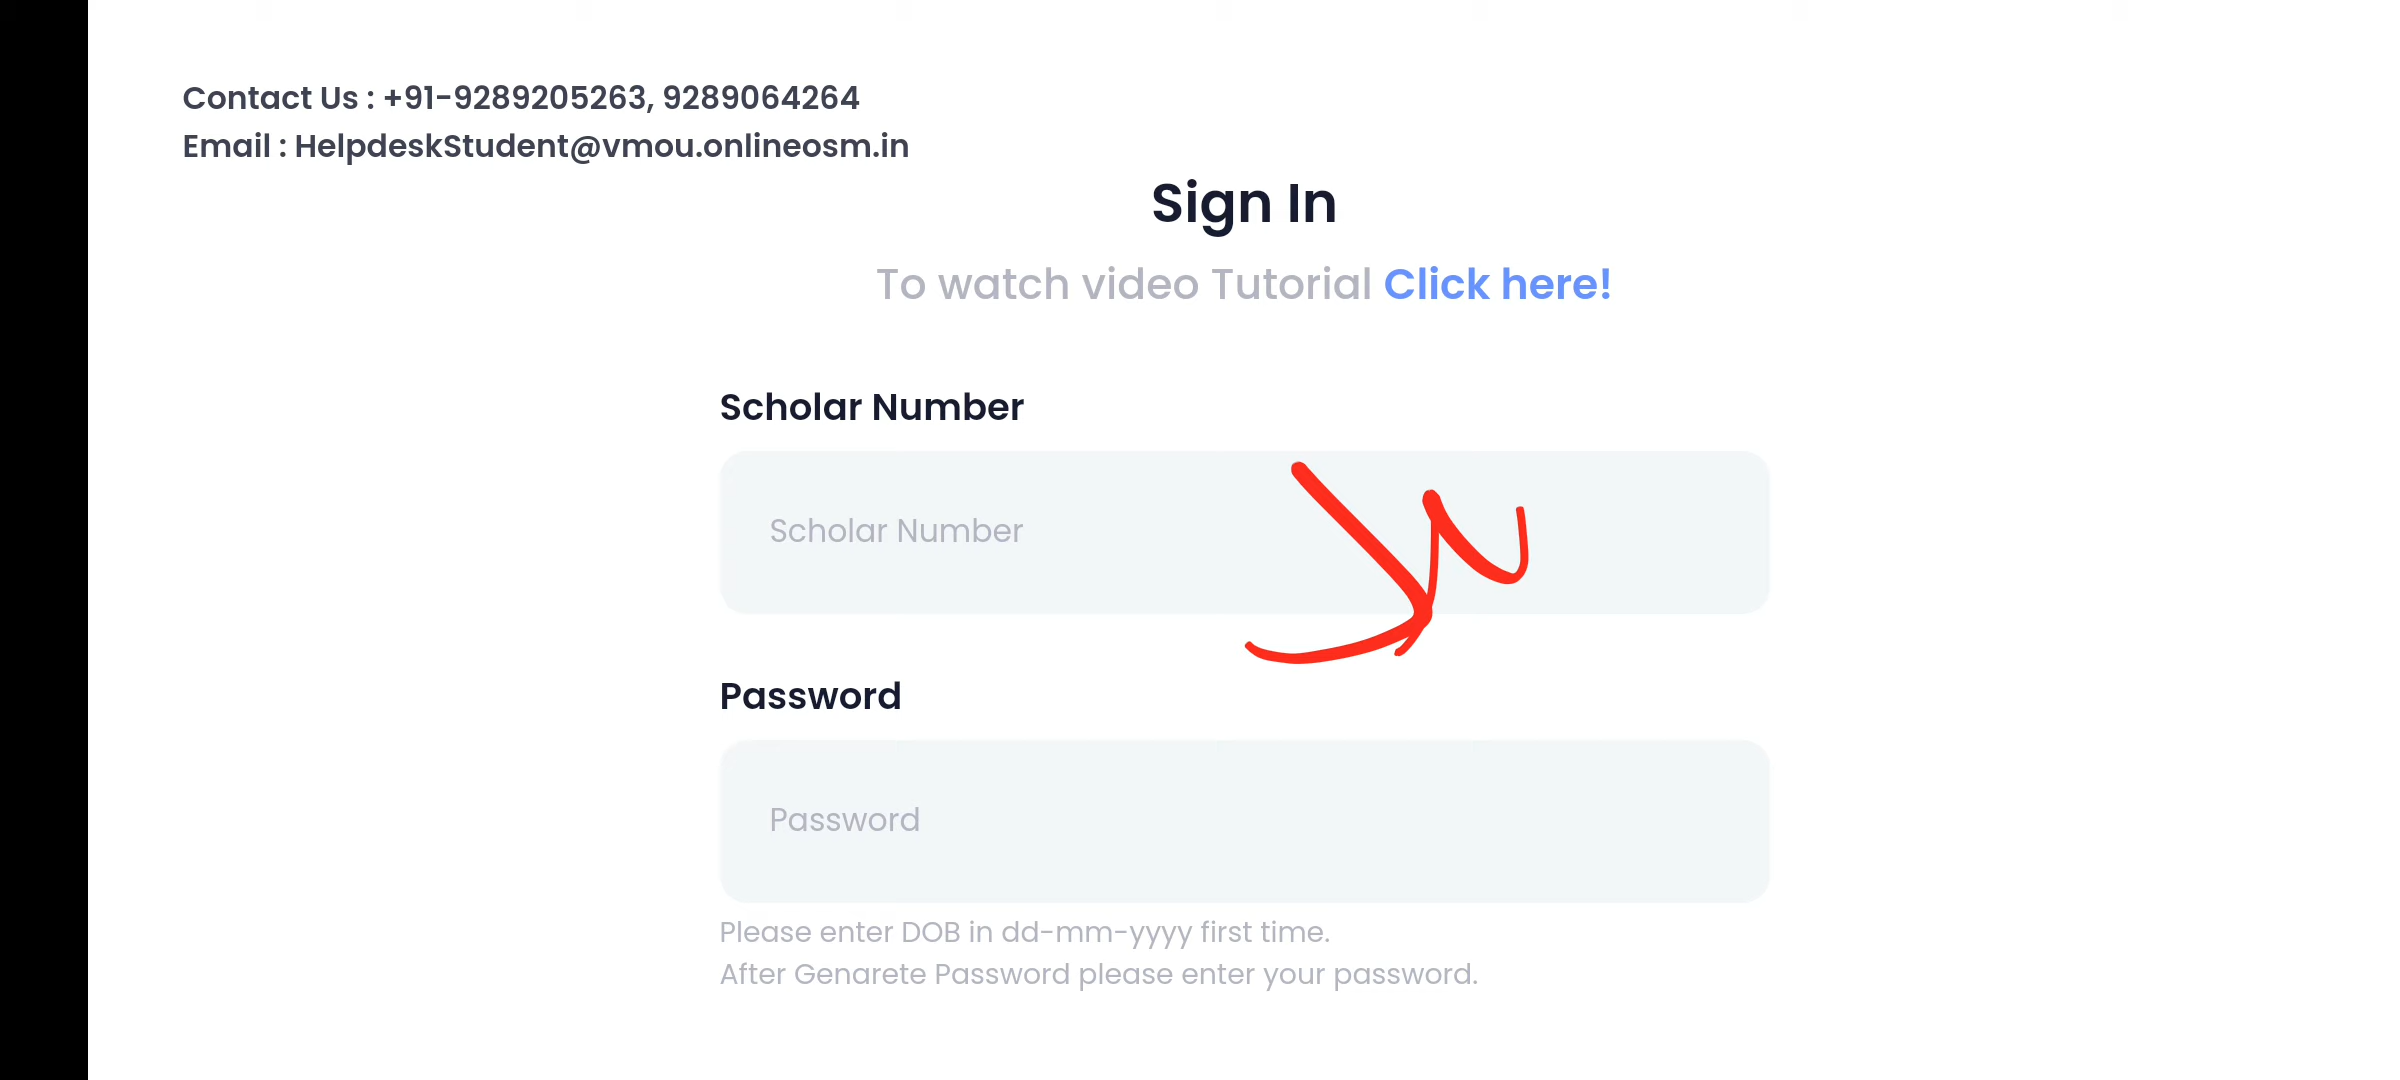 Contact Us : +91-9289205263, 9289064264
Email : HelpdeskStudent@vmou.onlineosm.in
Sign In
To watch video Tutorial Click here!
Scholar Number
Scholar Number
Password
Password
Please enter DOB in dd-mm-yyyy first time.
After Genarete Password please enter your password.